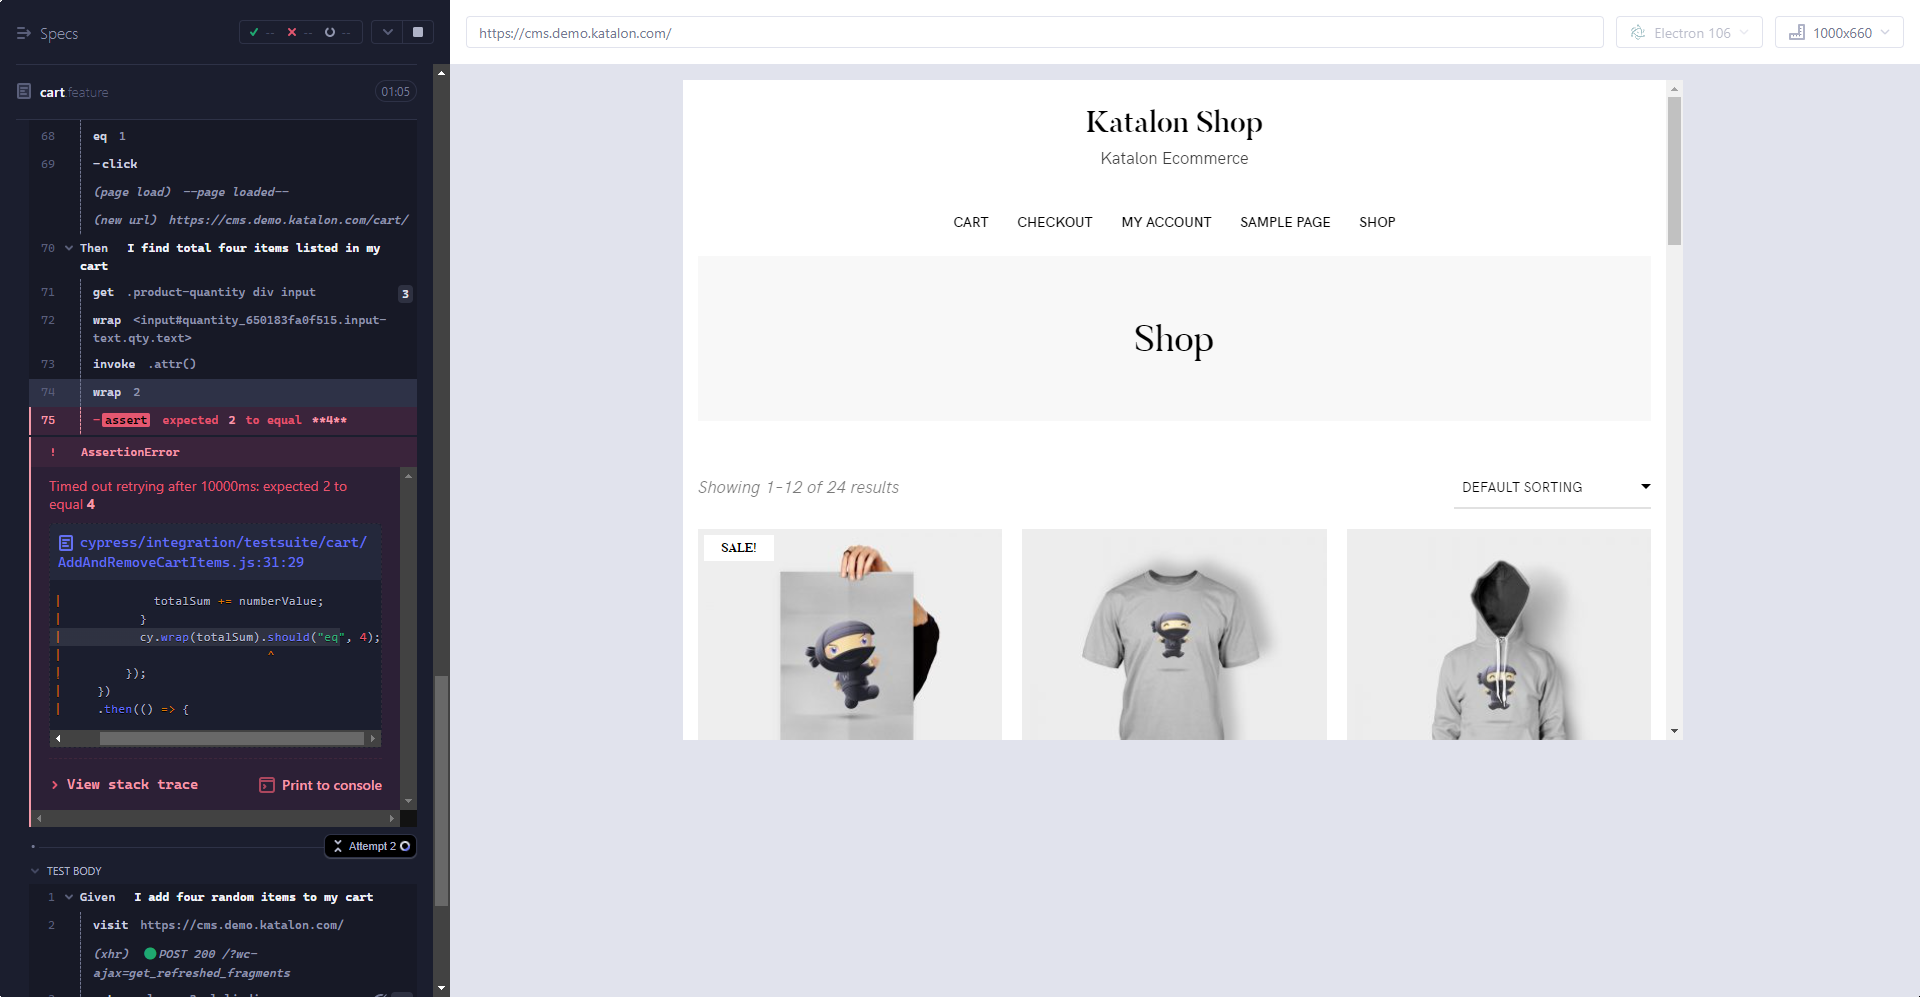 Specs
-- -- --
cart feature
01:05
68 eq 1
69 -click
(page load) --page loaded--
(new url) https://cms.demo.katalon.com/cart/
70 Then I find total four items listed in my
cart
71 get .product-quantity div input 3
72 wrap <input#quantity_650183fa0f515.input-
text.qty.text>
73 invoke .attr()
74 wrap 2
75 -assert expected 2 to equal **4**
! AssertionError
Timed out retrying after 10000ms: expected 2 to
equal 4
cypress/integration/testsuite/cart/
AddAndRemoveCartItems.js:31:29
| totalSum += numberValue;
| }
| cy.wrap(totalSum).should("eq", 4);
| ^
| });
| })
| .then(() => {
> View stack trace
Print to console
Attempt 2
TEST BODY
1 Given I add four random items to my cart
2 visit https://cms.demo.katalon.com/
(xhr) POST 200 /?wc-
ajax=get_refreshed_fragments
https://cms.demo.katalon.com/
Electron 106
1000x660
Katalon Shop
Katalon Ecommerce
CART CHECKOUT MY ACCOUNT SAMPLE PAGE SHOP
Shop
Showing 1-12 of 24 results
DEFAULT SORTING
SALE!